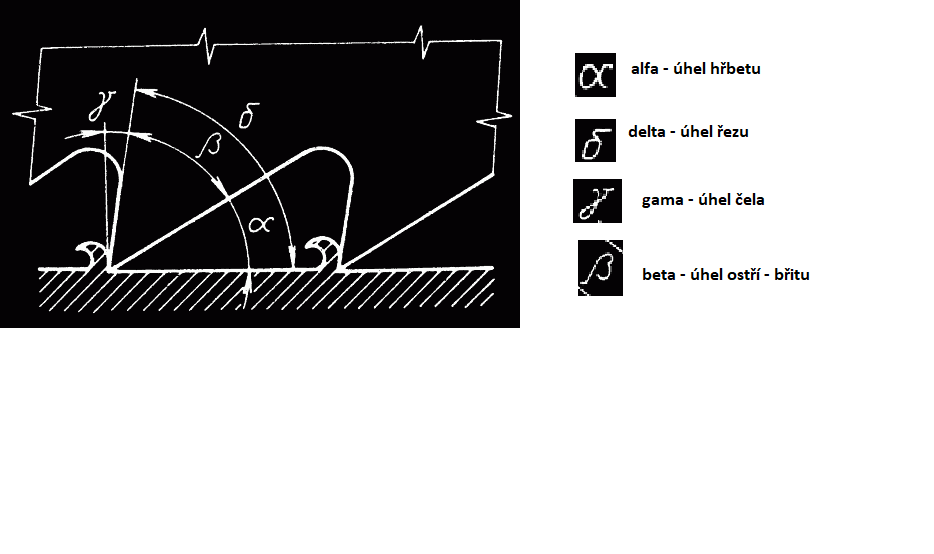 γ
δ
β
α
α alfa - úhel hřbetu
δ delta - úhel řezu
γ gama - úhel čela
β beta - úhel ostří - břitu